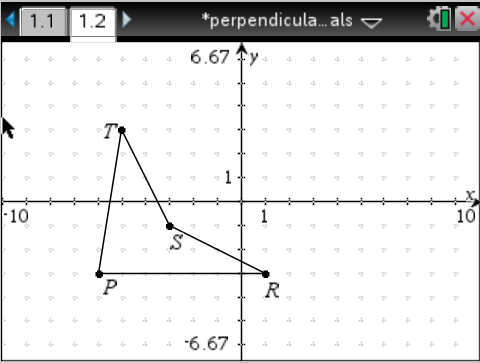 1.1 1.2 *perpendicula...als
6.67 y
T
1
x
-10 1 10
S
P R
-6.67